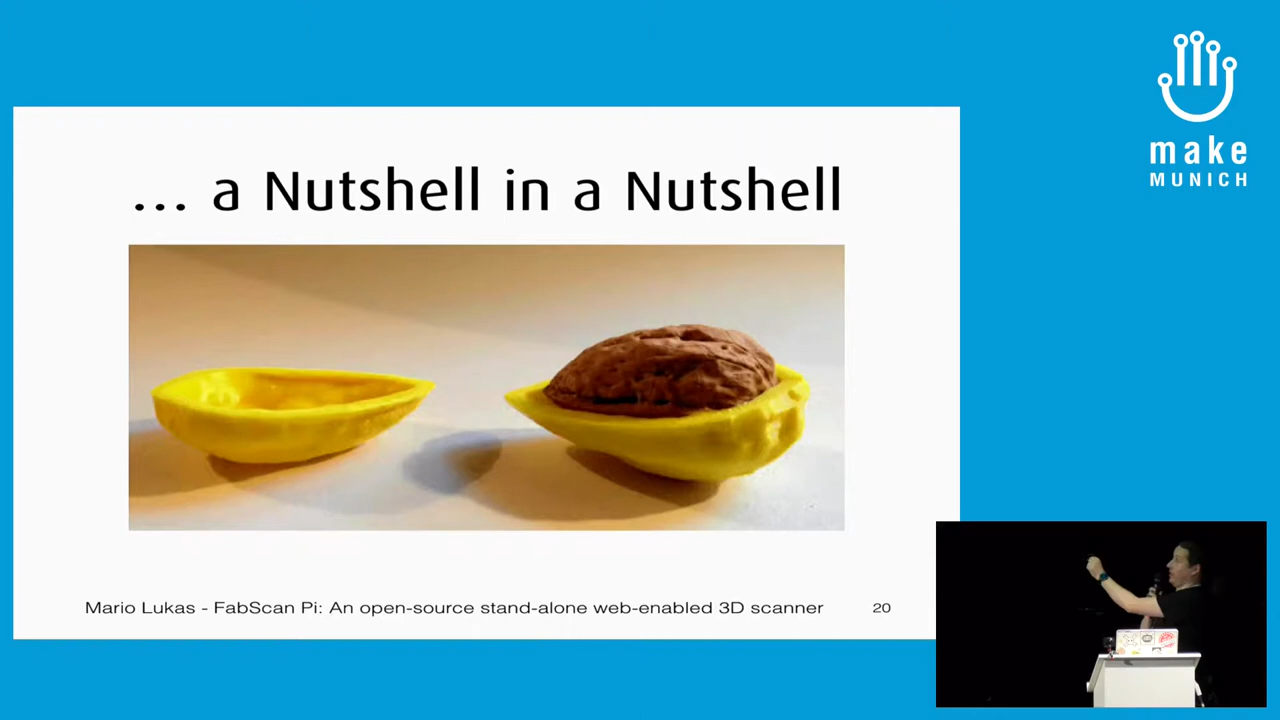 … a Nutshell in a Nutshell
Mario Lukas - FabScan Pi: An open-source stand-alone web-enabled 3D scanner
20
make
MUNICH